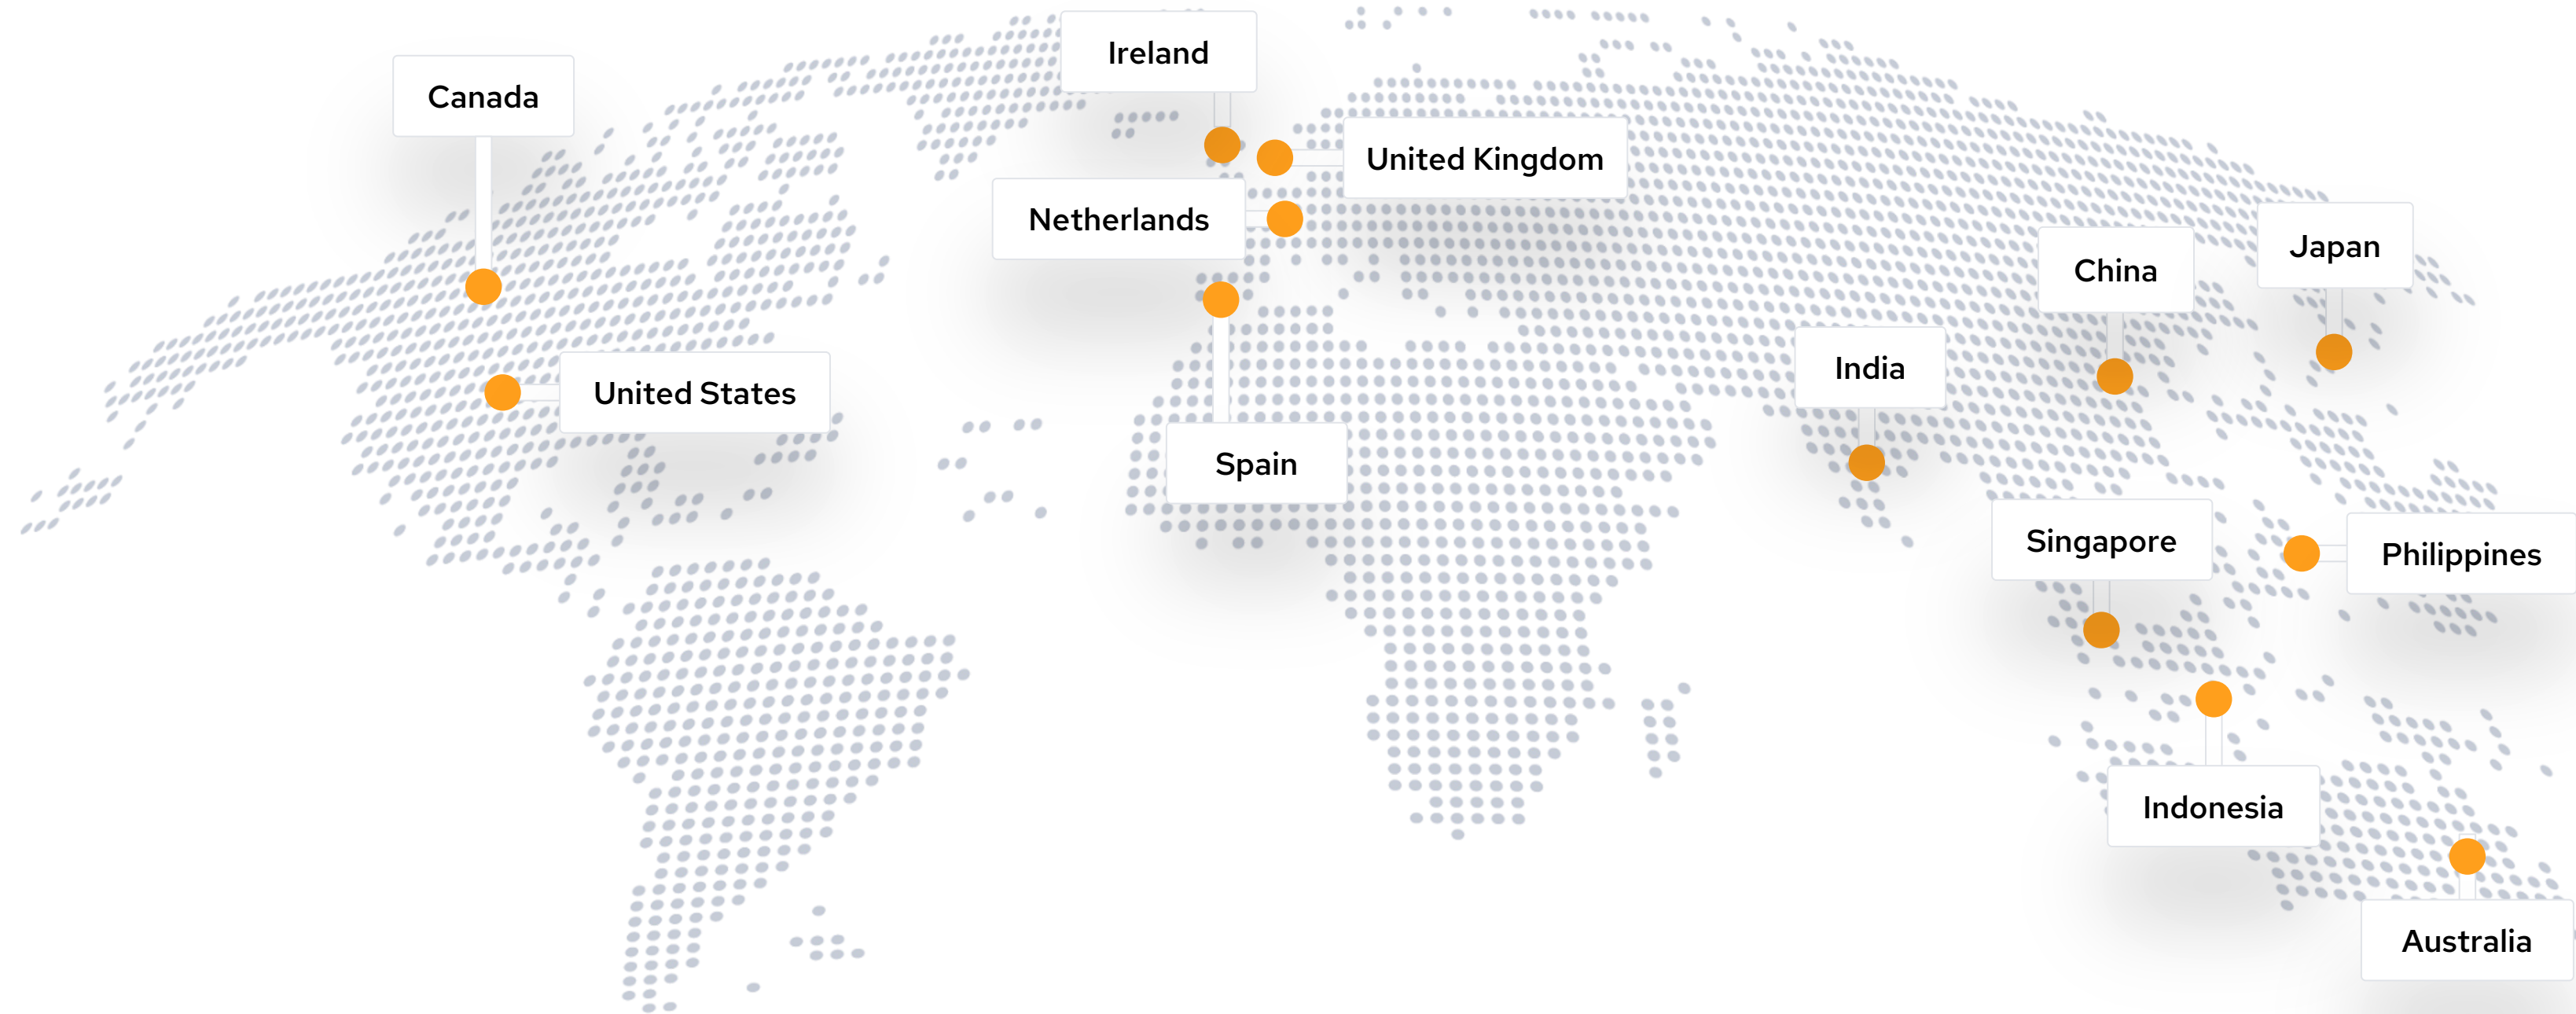 Ireland
Canada
United Kingdom
Netherlands
Japan
China
India
United States
Spain
Singapore
Philippines
Indonesia
Australia